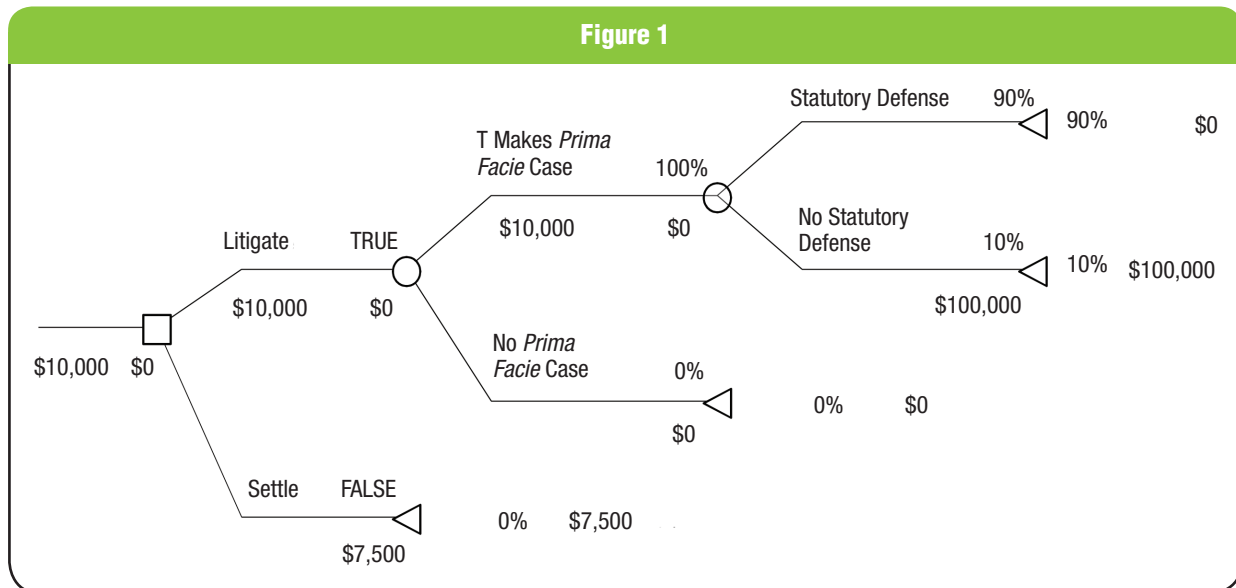 Figure 1
Statutory Defense 90%
90% $0
T Makes Prima
Facie Case 100%
$10,000 $0
No Statutory
Defense 10%
10% $100,000
$100,000
Litigate TRUE
$10,000 $0
No Prima
Facie Case 0%
0% $0
$0
$10,000 $0
Settle FALSE
0% $7,500
$7,500